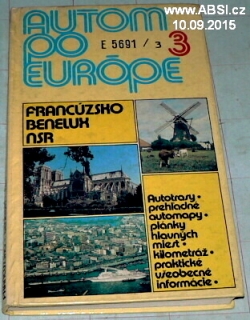 www.ABSI.cz
10.09.2015
AUTOM
PO
E 5691 / 3
3
EURÓPE
FRANCÚZSKO
BENELUX
NSR
Autotrasy •
prehľadné
automapy •
plánky
hlavných
miest •
kilometráž •
praktické
všeobecné
informácie •